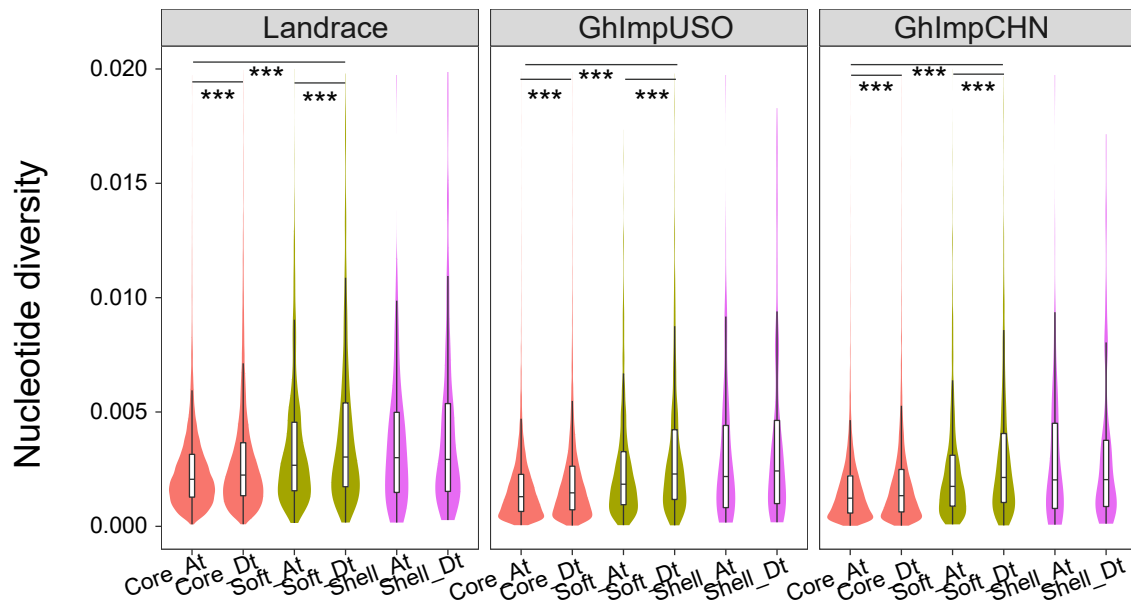 Landrace
GhImpUSO
GhImpCHN
Nucleotide diversity
0.020
0.015
0.010
0.005
0.000
***
***
***
***
***
***
***
***
***
Core_At
Core_Dt
Soft_At
Soft_Dt
Shell_At
Shell_Dt
Core_At
Core_Dt
Soft_At
Soft_Dt
Shell_At
Shell_Dt
Core_At
Core_Dt
Soft_At
Soft_Dt
Shell_At
Shell_Dt